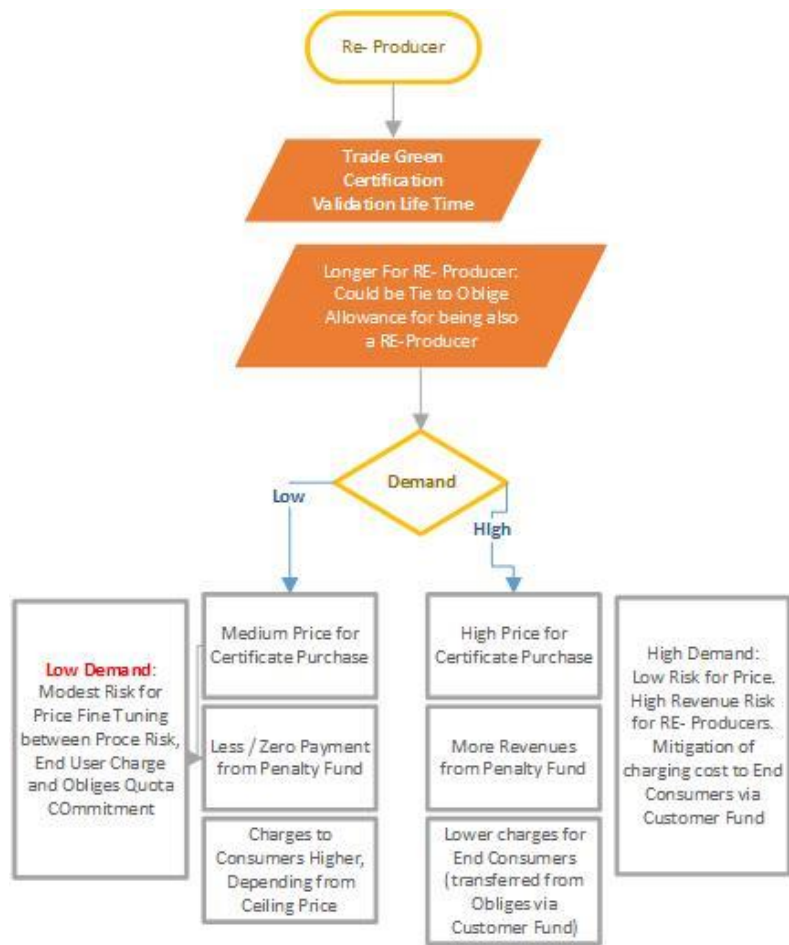 Re- Producer
Trade Green
Certification
Validation Life Time
Longer For RE- Producer:
Could be Tie to Oblige
Allowance for being also
a RE-Producer
Demand
Low
HIgh
Low Demand:
Modest Risk for
Price Fine Tuning
between Proce Risk,
End User Charge
and Obliges Quota
COmmitment
Medium Price for
Certificate Purchase
Less / Zero Payment
from Penalty Fund
Charges to
Consumers Higher,
Depending from
Ceiling Price
High Price for
Certificate Purchase
More Revenues
from Penalty Fund
Lower charges for
End Consumers
(transferred from
Obliges via
Customer Fund)
High Demand:
Low Risk for Price.
High Revenue Risk
for RE- Producers.
Mitigation of
charging cost to End
Consumers via
Customer Fund